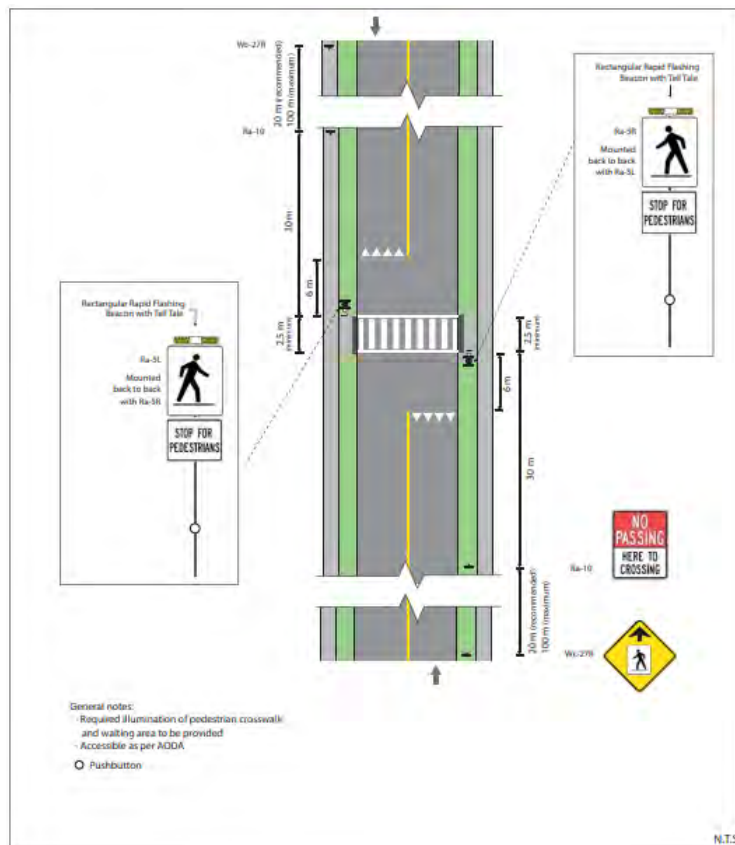 Wc-27R
20 m (recommended)
100 m (maximum)
Ra-10
30 m
6 m
2.5 m
(minimum)
Rectangular Rapid Flashing
Beacon with Tell Tale
Ra-5R
Mounted
back to back
with Ra-5L
STOP FOR
PEDESTRIANS
Rectangular Rapid Flashing
Beacon with Tell Tale
Ra-5L
Mounted
back to back
with Ra-5R
STOP FOR
PEDESTRIANS
2.5 m
(minimum)
6 m
30 m
Ra-10
NO
PASSING
HERE TO
CROSSING
20 m (recommended)
100 m (maximum)
Wc-27R
General notes:
- Required illumination of pedestrian crosswalk
and waiting area to be provided
- Accessible as per AODA
Pushbutton
N.T.S